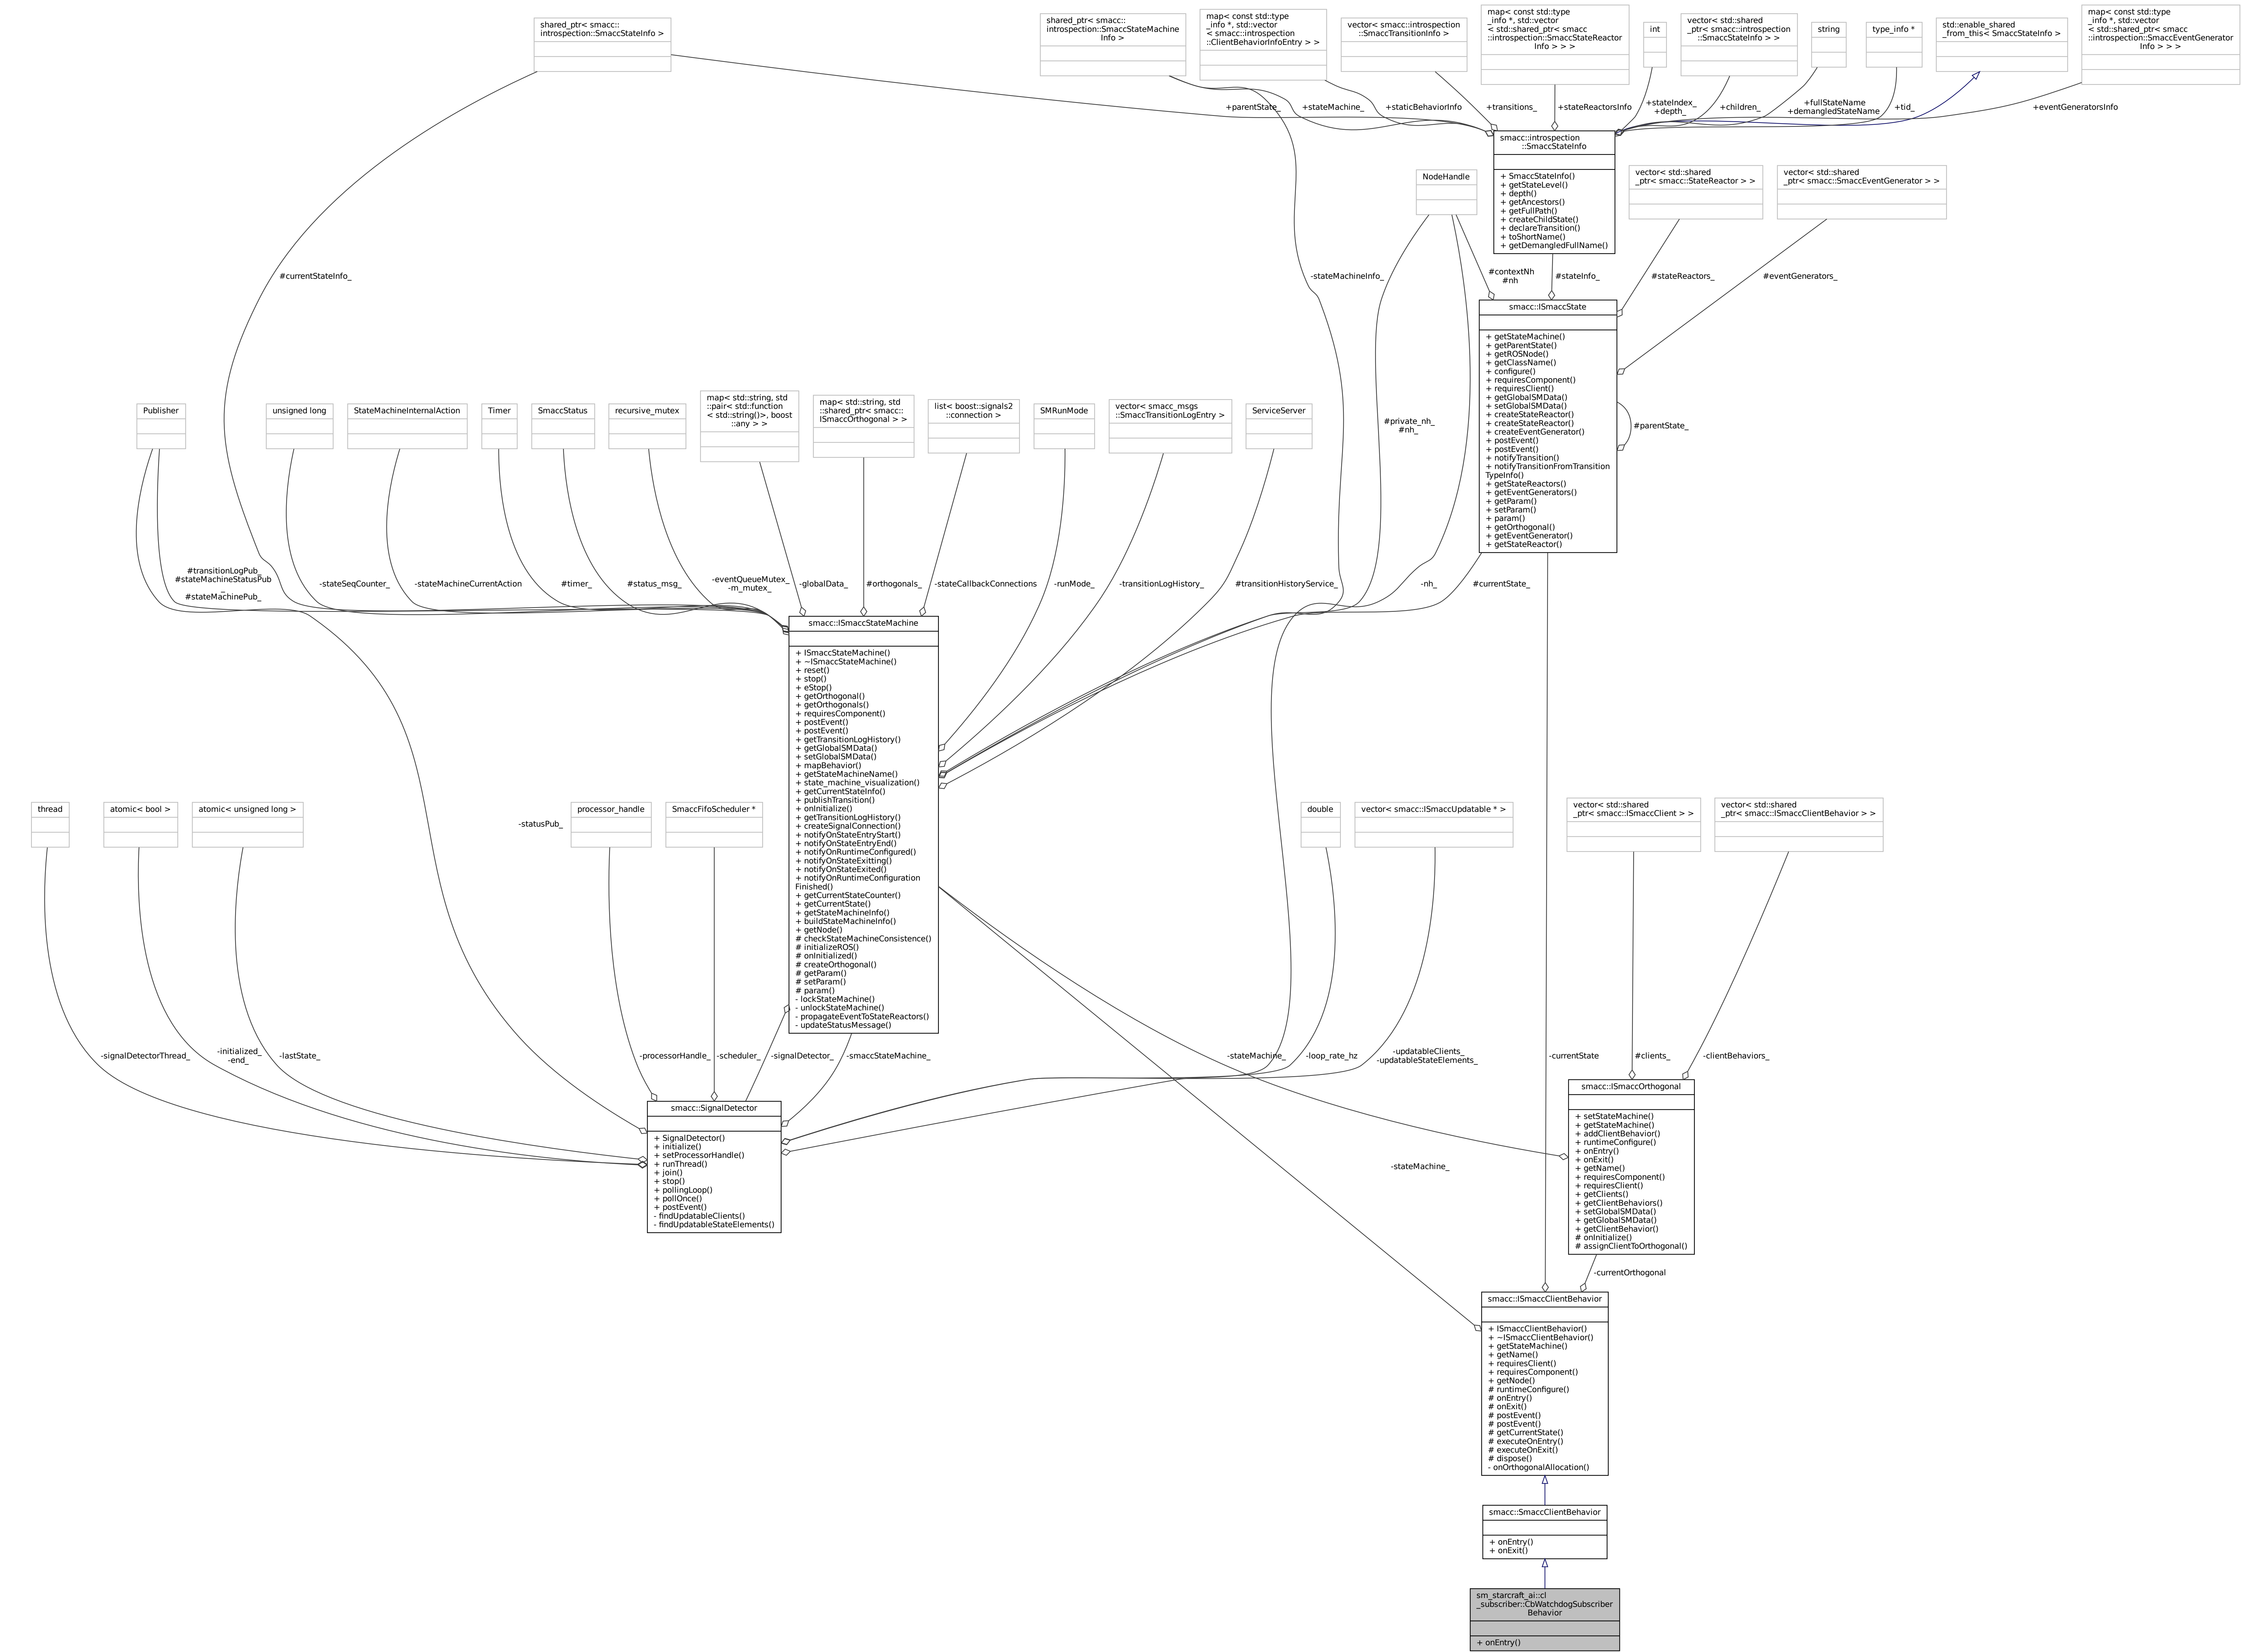 shared_ptr< smacc::
introspection::SmaccStateInfo >
shared_ptr< smacc::
introspection::SmaccStateMachine
Info >
map< const std::type
_info *, std::vector
< smacc::introspection
::ClientBehaviorInfoEntry > >
vector< smacc::introspection
::SmaccTransitionInfo >
map< const std::type
_info *, std::vector
< std::shared_ptr< smacc
::introspection::SmaccStateReactor
Info > > >
int
vector< std::shared
_ptr< smacc::introspection
::SmaccStateInfo > >
string
type_info *
std::enable_shared
_from_this< SmaccStateInfo >
map< const std::type
_info *, std::vector
< std::shared_ptr< smacc
::introspection::SmaccEventGenerator
Info > > >
+parentState_
+stateMachine_
+staticBehaviorInfo
+transitions_
+stateReactorsInfo
+stateIndex_
+depth_
+children_
+fullStateName
+demangledStateName
+tid_
+eventGeneratorsInfo
smacc::introspection
::SmaccStateInfo
+ SmaccStateInfo()
+ getStateLevel()
+ depth()
+ getAncestors()
+ getFullPath()
+ createChildState()
+ declareTransition()
+ toShortName()
+ getDemangledFullName()
NodeHandle
vector< std::shared
_ptr< smacc::StateReactor > >
vector< std::shared
_ptr< smacc::SmaccEventGenerator > >
#currentStateInfo_
-stateMachineInfo_
#contextNh
#nh
#stateInfo_
#stateReactors_
#eventGenerators_
smacc::ISmaccState
+ getStateMachine()
+ getParentState()
+ getROSNode()
+ getClassName()
+ configure()
+ requiresComponent()
+ requiresClient()
+ getGlobalSMData()
+ setGlobalSMData()
+ createStateReactor()
+ createStateReactor()
+ createEventGenerator()
+ postEvent()
+ postEvent()
+ notifyTransition()
+ notifyTransitionFromTransition
TypeInfo()
+ getStateReactors()
+ getEventGenerators()
+ getParam()
+ setParam()
+ param()
+ getOrthogonal()
+ getEventGenerator()
+ getStateReactor()
#parentState_
Publisher
unsigned long
StateMachineInternalAction
Timer
SmaccStatus
recursive_mutex
map< std::string, std
::pair< std::function
< std::string()>, boost
::any > >
map< std::string, std
::shared_ptr< smacc::
ISmaccOrthogonal > >
list< boost::signals2
::connection >
SMRunMode
vector< smacc_msgs
::SmaccTransitionLogEntry >
ServiceServer
#private_nh_
#nh_
#transitionLogPub_
#stateMachineStatusPub
_
#stateMachinePub_
-stateSeqCounter_
-stateMachineCurrentAction
#timer_
#status_msg_
-eventQueueMutex_
-m_mutex_
-globalData_
#orthogonals_
-stateCallbackConnections
-runMode_
-transitionLogHistory_
#transitionHistoryService_
-nh_
#currentState_
smacc::ISmaccStateMachine
+ ISmaccStateMachine()
+ ~ISmaccStateMachine()
+ reset()
+ stop()
+ eStop()
+ getOrthogonal()
+ getOrthogonals()
+ requiresComponent()
+ postEvent()
+ postEvent()
+ getTransitionLogHistory()
+ getGlobalSMData()
+ setGlobalSMData()
+ mapBehavior()
+ getStateMachineName()
+ state_machine_visualization()
+ getCurrentStateInfo()
+ publishTransition()
+ onInitialize()
+ getTransitionLogHistory()
+ createSignalConnection()
+ notifyOnStateEntryStart()
+ notifyOnStateEntryEnd()
+ notifyOnRuntimeConfigured()
+ notifyOnStateExitting()
+ notifyOnStateExited()
+ notifyOnRuntimeConfiguration
Finished()
+ getCurrentStateCounter()
+ getCurrentState()
+ getStateMachineInfo()
+ buildStateMachineInfo()
+ getNode()
# checkStateMachineConsistence()
# initializeROS()
# onInitialized()
# createOrthogonal()
# getParam()
# setParam()
# param()
- lockStateMachine()
- unlockStateMachine()
- propagateEventToStateReactors()
- updateStatusMessage()
thread
atomic< bool >
atomic< unsigned long >
-statusPub_
processor_handle
SmaccFifoScheduler *
double
vector< smacc::ISmaccUpdatable * >
vector< std::shared
_ptr< smacc::ISmaccClient > >
vector< std::shared
_ptr< smacc::ISmaccClientBehavior > >
-signalDetectorThread_
-initialized_
-end_
-lastState_
-processorHandle_
-scheduler_
-signalDetector_
-smaccStateMachine_
-stateMachine_
-loop_rate_hz
-updatableClients_
-updatableStateElements_
-currentState
#clients_
-clientBehaviors_
smacc::SignalDetector
+ SignalDetector()
+ initialize()
+ setProcessorHandle()
+ runThread()
+ join()
+ stop()
+ pollingLoop()
+ pollOnce()
+ postEvent()
- findUpdatableClients()
- findUpdatableStateElements()
smacc::ISmaccOrthogonal
+ setStateMachine()
+ getStateMachine()
+ addClientBehavior()
+ runtimeConfigure()
+ onEntry()
+ onExit()
+ getName()
+ requiresComponent()
+ requiresClient()
+ getClients()
+ getClientBehaviors()
+ setGlobalSMData()
+ getGlobalSMData()
+ getClientBehavior()
# onInitialize()
# assignClientToOrthogonal()
-stateMachine_
-currentOrthogonal
smacc::ISmaccClientBehavior
+ ISmaccClientBehavior()
+ ~ISmaccClientBehavior()
+ getStateMachine()
+ getName()
+ requiresClient()
+ requiresComponent()
+ getNode()
# runtimeConfigure()
# onEntry()
# onExit()
# postEvent()
# postEvent()
# getCurrentState()
# executeOnEntry()
# executeOnExit()
# dispose()
- onOrthogonalAllocation()
smacc::SmaccClientBehavior
+ onEntry()
+ onExit()
sm_starcraft_ai::cl
_subscriber::CbWatchdogSubscriber
Behavior
+ onEntry()